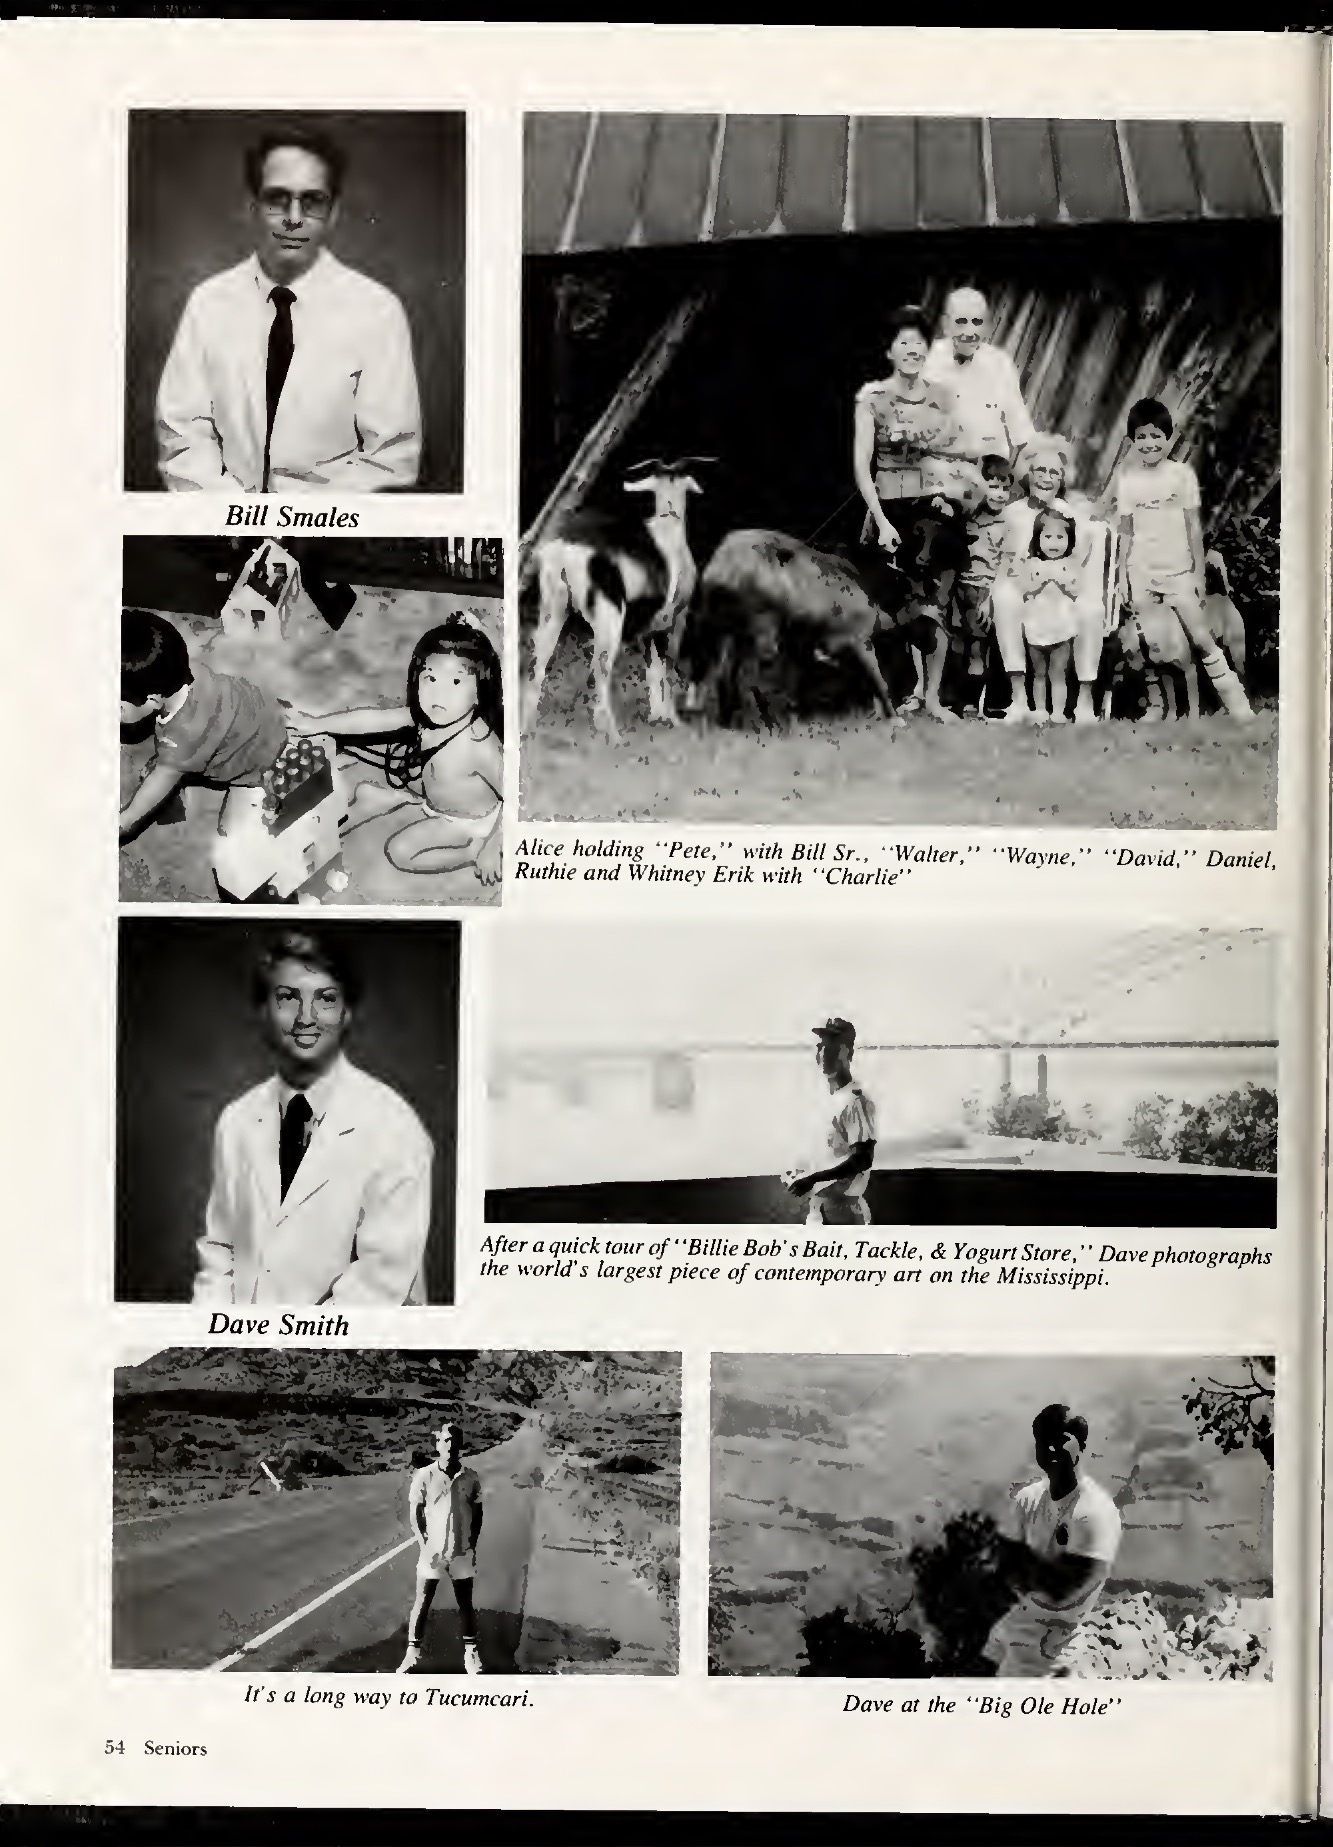 Bill Smales
Alice holding "Pete," with Bill Sr., "Walter," "Wayne," "David," Daniel,
Ruthie and Whitney Erik with "Charlie"
After a quick tour of "Billie Bob's Bait, Tackle, & Yogurt Store," Dave photographs
the world's largest piece of contemporary art on the Mississippi.
Dave Smith
It's a long way to Tucumcari.
Dave at the "Big Ole Hole"
54 Seniors